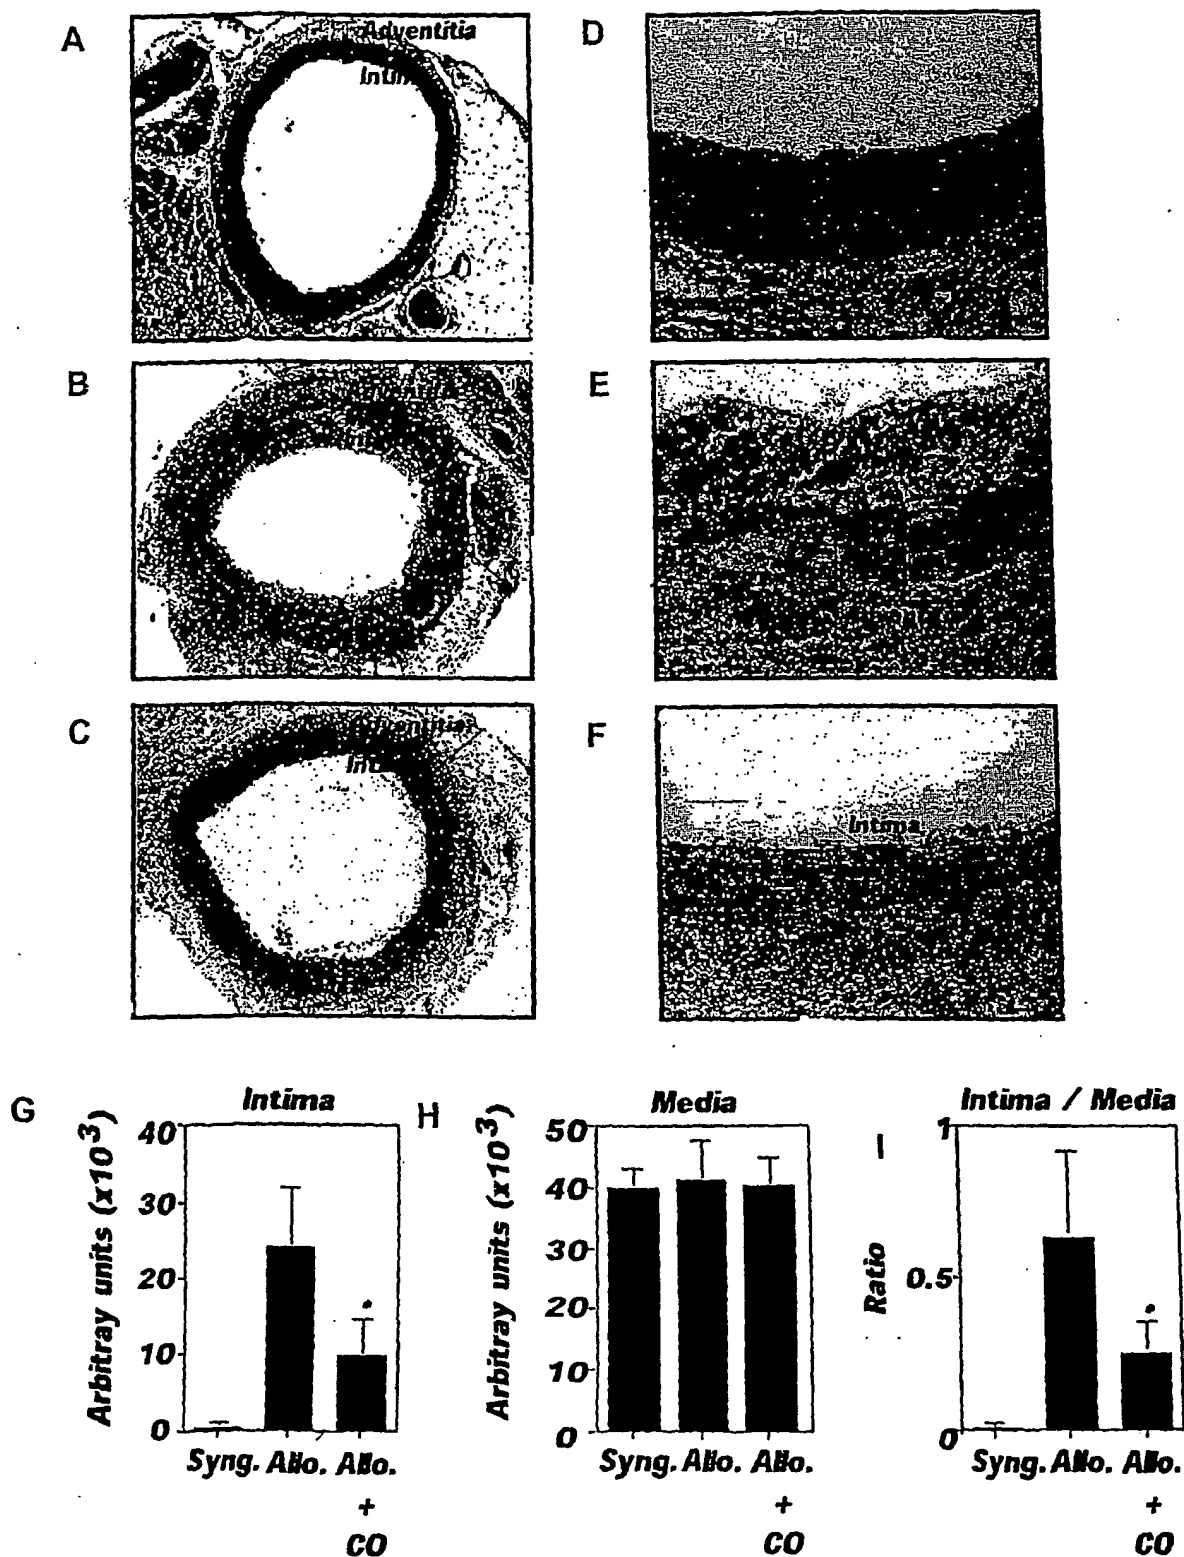 A
Adventitia
D
B
E
C
Adventitia
F
Intima
G
Intima
Arbitray units (x10³)
40
30
20
10
0
Syng. Allo. Allo.
+
CO
H
Media
Arbitray units (x10³)
50
40
30
20
10
0
Syng. Allo. Allo.
+
CO
I
Intima / Media
Ratio
1
0.5
0
Syng. Allo. Allo.
+
CO